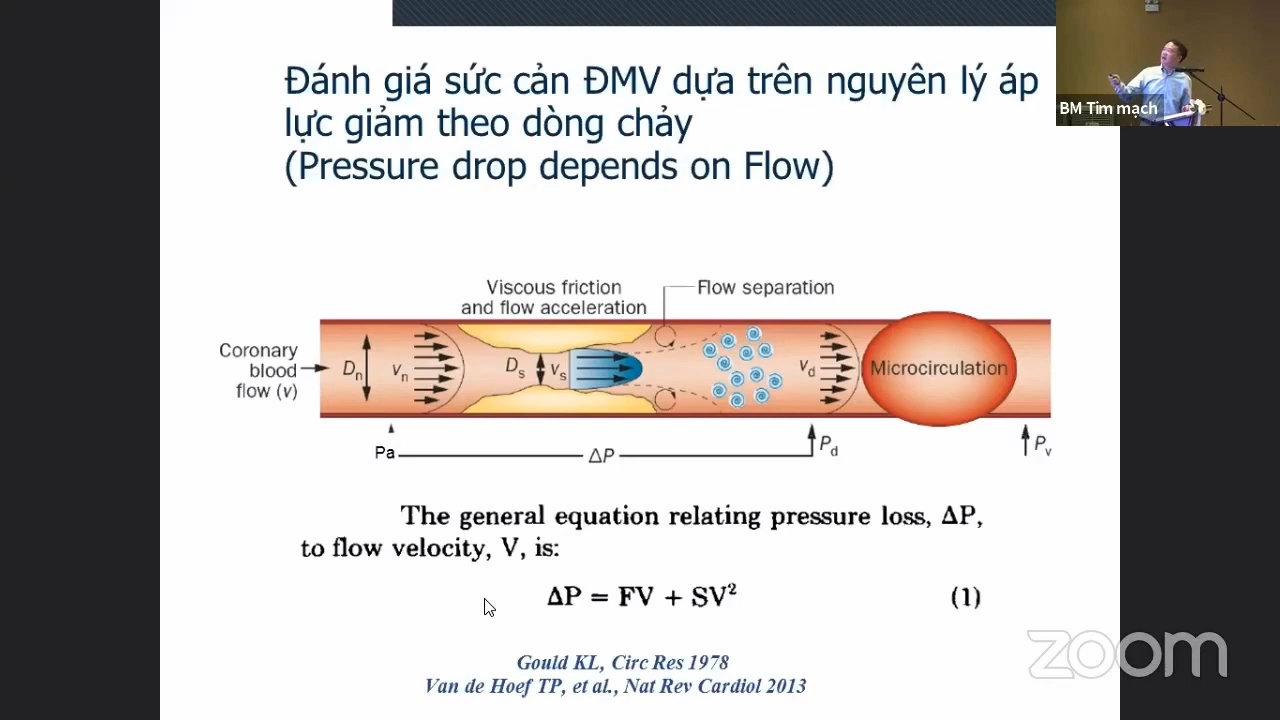 Đánh giá sức cản ĐMV dựa trên nguyên lý áp
lực giảm theo dòng chảy
(Pressure drop depends on Flow)
BM Tim mạch
Viscous friction
and flow acceleration
Flow separation
Coronary
blood
flow (v)
Dn
vn
Ds
vs
vd
Microcirculation
Pa
ΔP
Pd
Pv
The general equation relating pressure loss, ΔP,
to flow velocity, V, is:
ΔP = FV + SV² (1)
Gould KL, Circ Res 1978
Van de Hoef TP, et al., Nat Rev Cardiol 2013
zoom